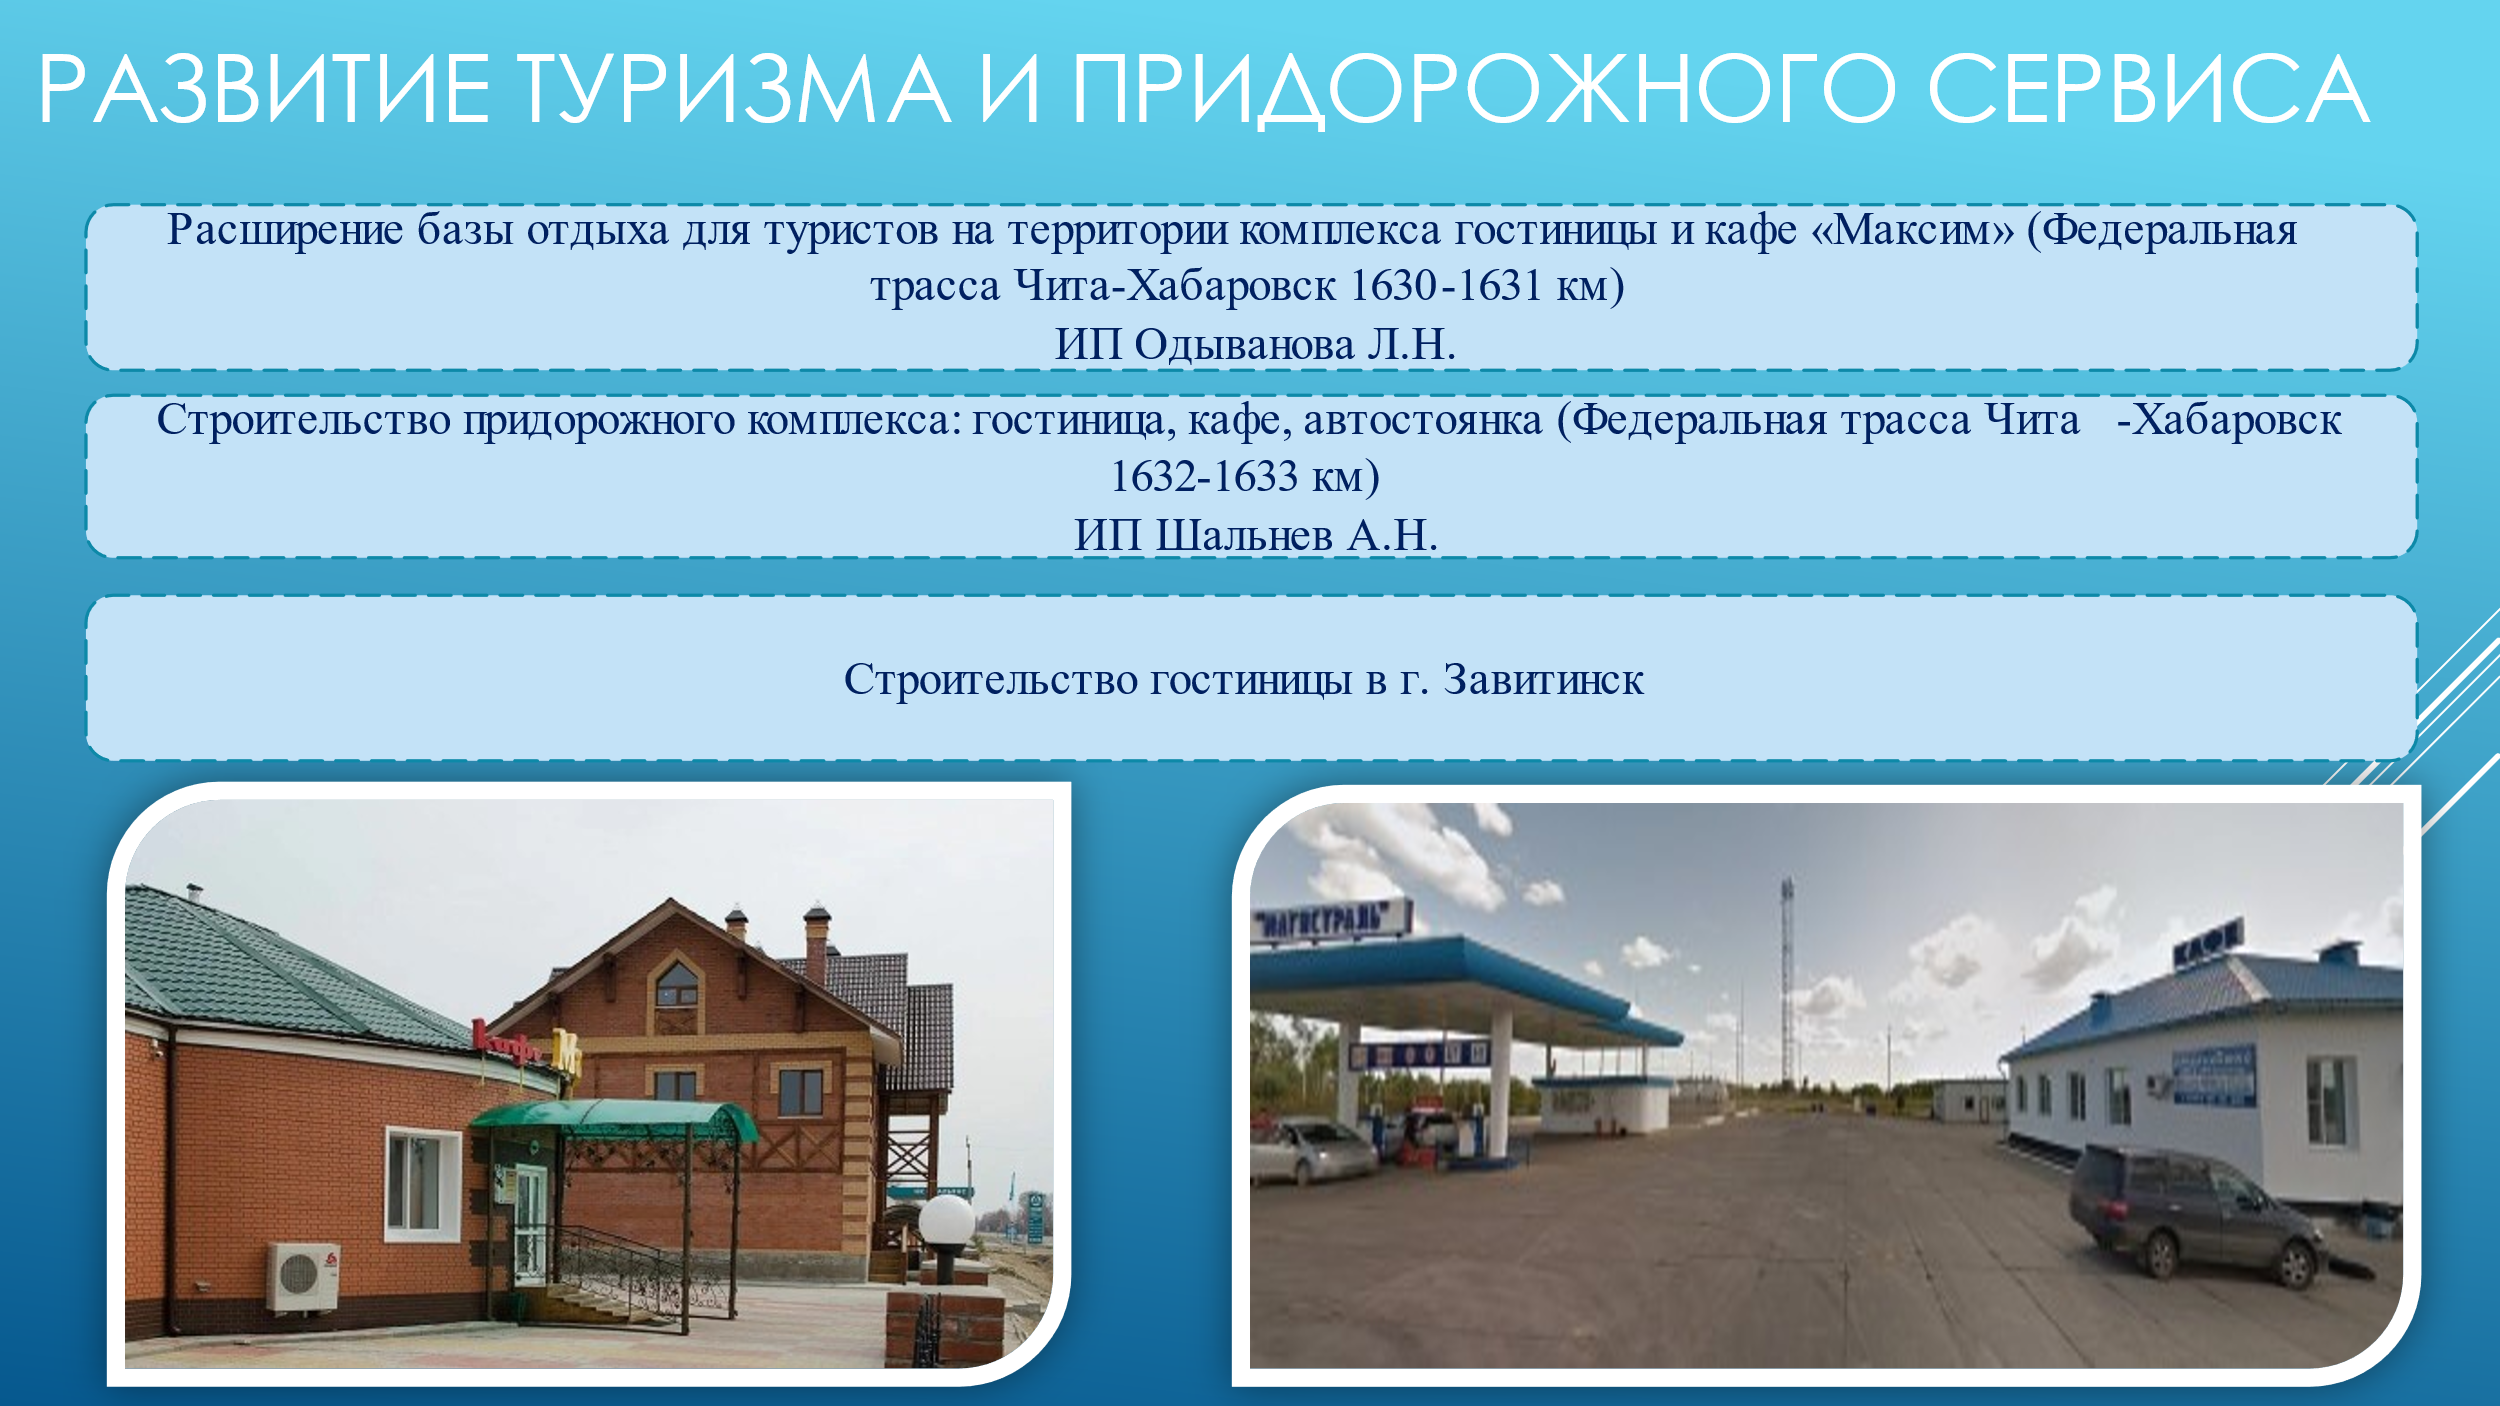 РАЗВИТИЕ ТУРИЗМА И ПРИДОРОЖНОГО СЕРВИСА
Расширение базы отдыха для туристов на территории комплекса гостиницы и кафе «Максим» (Федеральная
трасса Чита-Хабаровск 1630-1631 км)
ИП Одыванова Л.Н.
Строительство придорожного комплекса: гостиница, кафе, автостоянка (Федеральная трасса Чита -Хабаровск
1632-1633 км)
ИП Шальнев А.Н.
Строительство гостиницы в г. Завитинск
Кафе М
"МАГИСТРАЛЬ"
КАФЕ